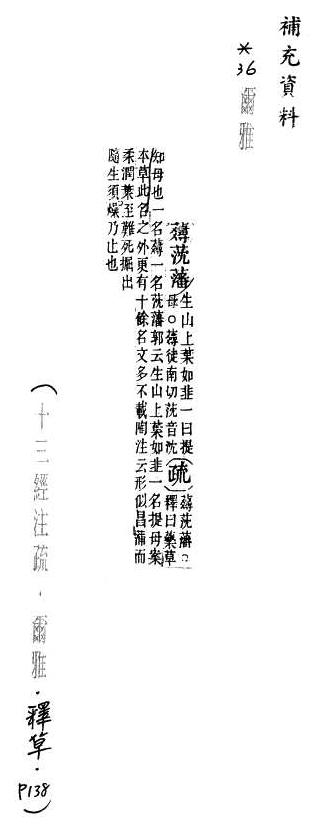 補充資料
*36 爾雅
蕁莐藩 生山上葉如韭一曰提
母○蕁徒南切莐音沈 (疏) 蕁莐藩○
釋曰藥草
知母也一名蕁一名莐藩郭云生山上葉如韭一名提母案
本草此名之外更有十餘名文多不載陶注云形似昌蒲而
柔潤葉至難死掘出
隨生須燥乃止也
(十三經注疏．爾雅．釋草．P138)